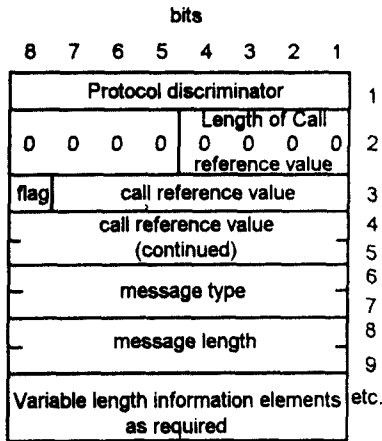 bits
8 7 6 5 4 3 2 1
Protocol discriminator 1
Length of Call
0 0 0 0 0 0 0 0 2
reference value
flag call reference value 3
call reference value 4
(continued) 5
message type 6
7
message length 8
9
Variable length information elements etc.
as required